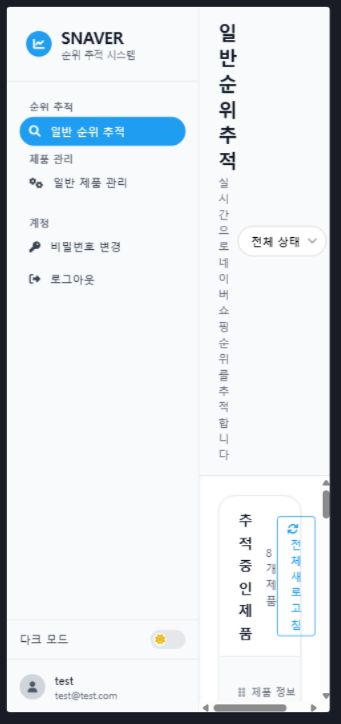 SNAVER
순위 추적 시스템
순위 추적
일반 순위 추적
제품 관리
일반 제품 관리
계정
비밀번호 변경
로그아웃
다크 모드
test
test@test.com
일
반
순
위
추
적
실
시
간
으
로
네
이
버
쇼
핑
순
위
를
추
적
합
니
다
전체 상태
추
적
중
인
제
품
8
개
제
품
전
체
새
로
고
침
제품 정보